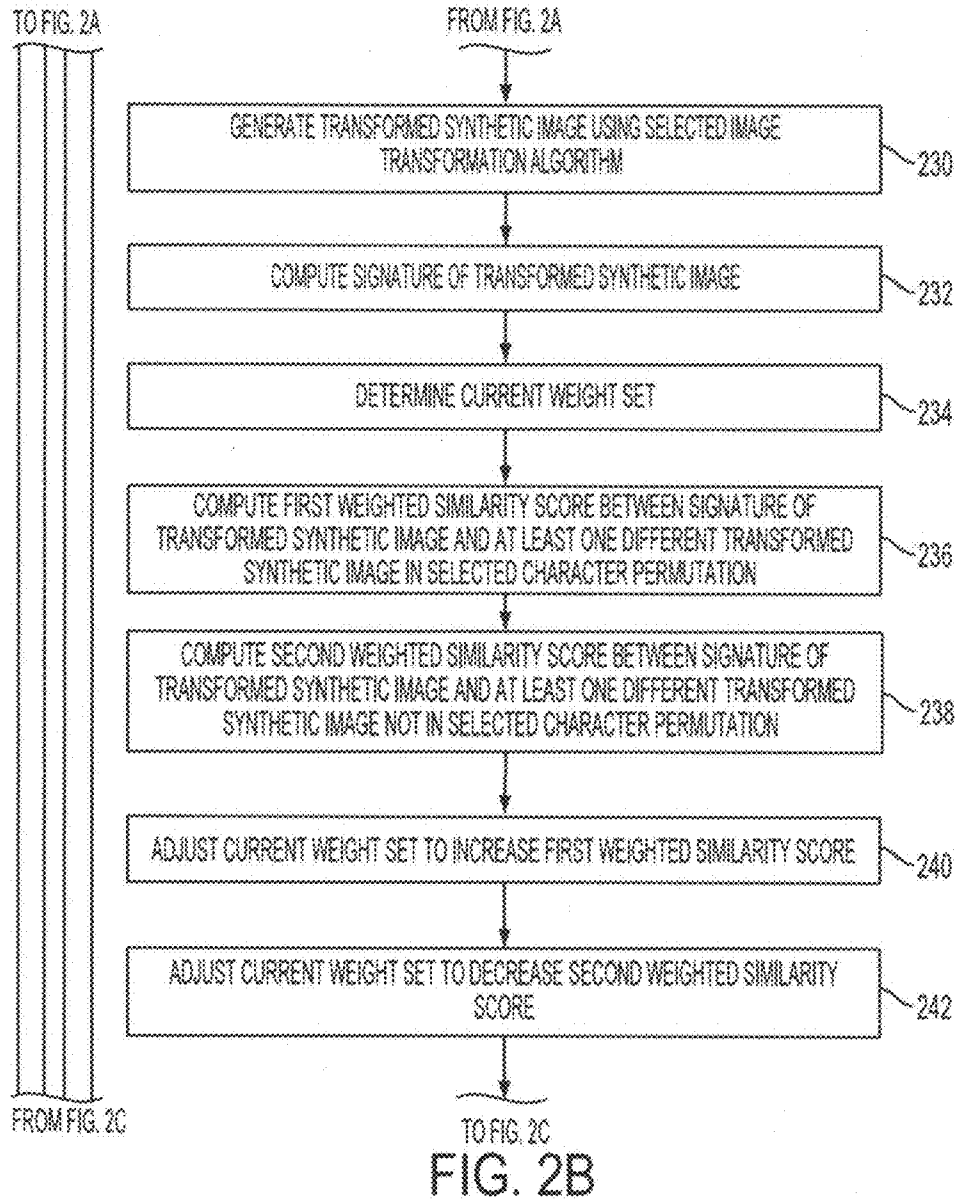 TO FIG. 2A
FROM FIG. 2A
GENERATE TRANSFORMED SYNTHETIC IMAGE USING SELECTED IMAGE
TRANSFORMATION ALGORITHM
230
COMPUTE SIGNATURE OF TRANSFORMED SYNTHETIC IMAGE
232
DETERMINE CURRENT WEIGHT SET
234
COMPUTE FIRST WEIGHTED SIMILARITY SCORE BETWEEN SIGNATURE OF
TRANSFORMED SYNTHETIC IMAGE AND AT LEAST ONE DIFFERENT TRANSFORMED
SYNTHETIC IMAGE IN SELECTED CHARACTER PERMUTATION
236
COMPUTE SECOND WEIGHTED SIMILARITY SCORE BETWEEN SIGNATURE OF
TRANSFORMED SYNTHETIC IMAGE AND AT LEAST ONE DIFFERENT TRANSFORMED
SYNTHETIC IMAGE NOT IN SELECTED CHARACTER PERMUTATION
238
ADJUST CURRENT WEIGHT SET TO INCREASE FIRST WEIGHTED SIMILARITY SCORE
240
ADJUST CURRENT WEIGHT SET TO DECREASE SECOND WEIGHTED SIMILARITY
SCORE
242
FROM FIG. 2C
TO FIG. 2C
FIG. 2B